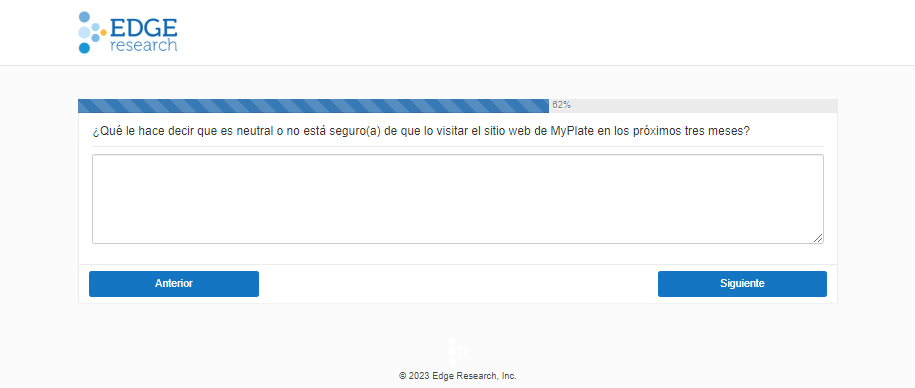 EDGE
research
62%
¿Qué le hace decir que es neutral o no está seguro(a) de que lo visitar el sitio web de MyPlate en los próximos tres meses?
Anterior
Siguiente
© 2023 Edge Research, Inc.